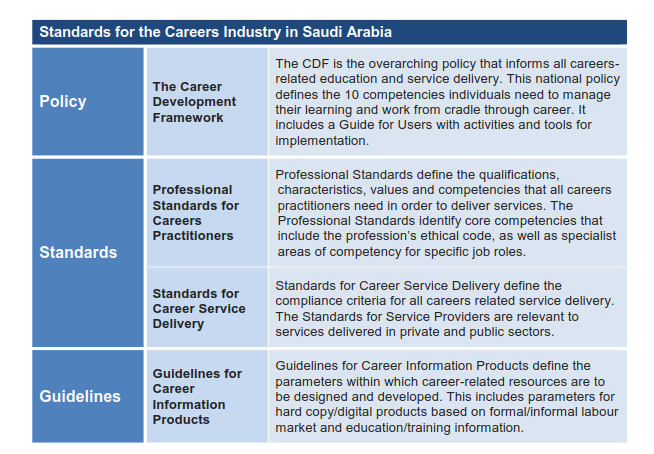 Standards for the Careers Industry in Saudi Arabia
Policy
The Career
Development
Framework
The CDF is the overarching policy that informs all careers-
related education and service delivery. This national policy
defines the 10 competencies individuals need to manage
their learning and work from cradle through career. It
includes a Guide for Users with activities and tools for
implementation.
Standards
Professional
Standards for
Careers
Practitioners
Professional Standards define the qualifications,
characteristics, values and competencies that all careers
practitioners need in order to deliver services. The
Professional Standards identify core competencies that
include the profession's ethical code, as well as specialist
areas of competency for specific job roles.
Standards for
Career Service
Delivery
Standards for Career Service Delivery define the
compliance criteria for all careers related service delivery.
The Standards for Service Providers are relevant to
services delivered in private and public sectors.
Guidelines
Guidelines for
Career
Information
Products
Guidelines for Career Information Products define the
parameters within which career-related resources are to
be designed and developed. This includes parameters for
hard copy/digital products based on formal/informal labour
market and education/training information.